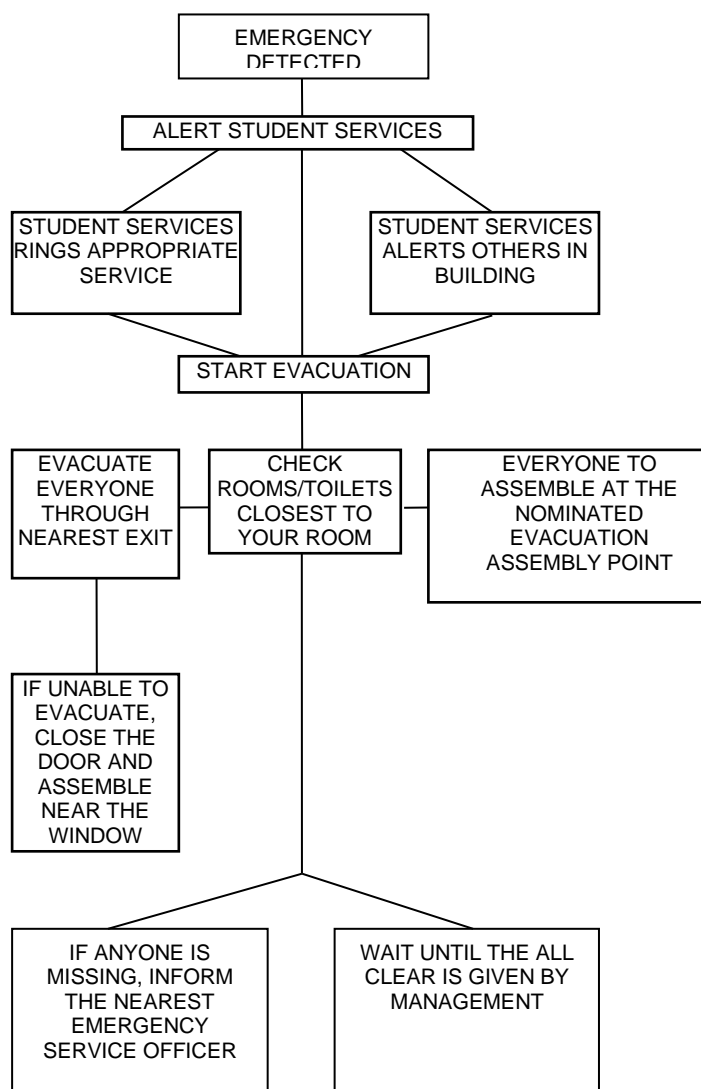 EMERGENCY
DETECTED
ALERT STUDENT SERVICES
STUDENT SERVICES
RINGS APPROPRIATE
SERVICE
STUDENT SERVICES
ALERTS OTHERS IN
BUILDING
START EVACUATION
EVACUATE
EVERYONE
THROUGH
NEAREST EXIT
CHECK
ROOMS/TOILETS
CLOSEST TO
YOUR ROOM
EVERYONE TO
ASSEMBLE AT THE
NOMINATED
EVACUATION
ASSEMBLY POINT
IF UNABLE TO
EVACUATE,
CLOSE THE
DOOR AND
ASSEMBLE
NEAR THE
WINDOW
IF ANYONE IS
MISSING, INFORM
THE NEAREST
EMERGENCY
SERVICE OFFICER
WAIT UNTIL THE ALL
CLEAR IS GIVEN BY
MANAGEMENT